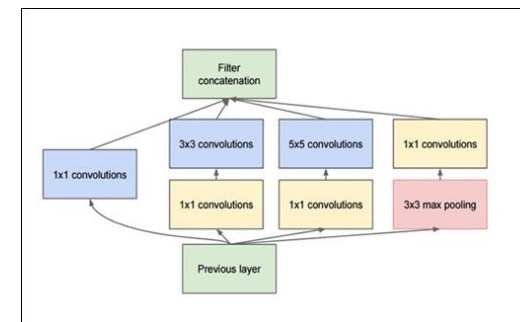 Filter
concatenation
3x3 convolutions
5x5 convolutions
1x1 convolutions
1x1 convolutions
1x1 convolutions
1x1 convolutions
3x3 max pooling
Previous layer